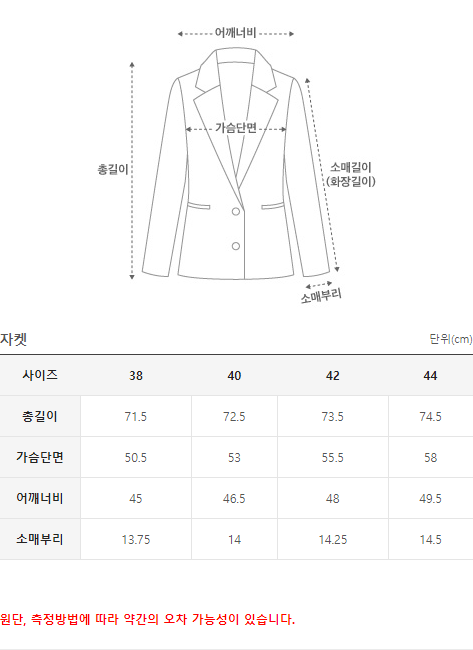 어깨너비
가슴단면
총길이
소매길이
(화장길이)
소매부리
자켓 단위(cm)
사이즈 38 40 42 44
총길이 71.5 72.5 73.5 74.5
가슴단면 50.5 53 55.5 58
어깨너비 45 46.5 48 49.5
소매부리 13.75 14 14.25 14.5
원단, 측정방법에 따라 약간의 오차 가능성이 있습니다.